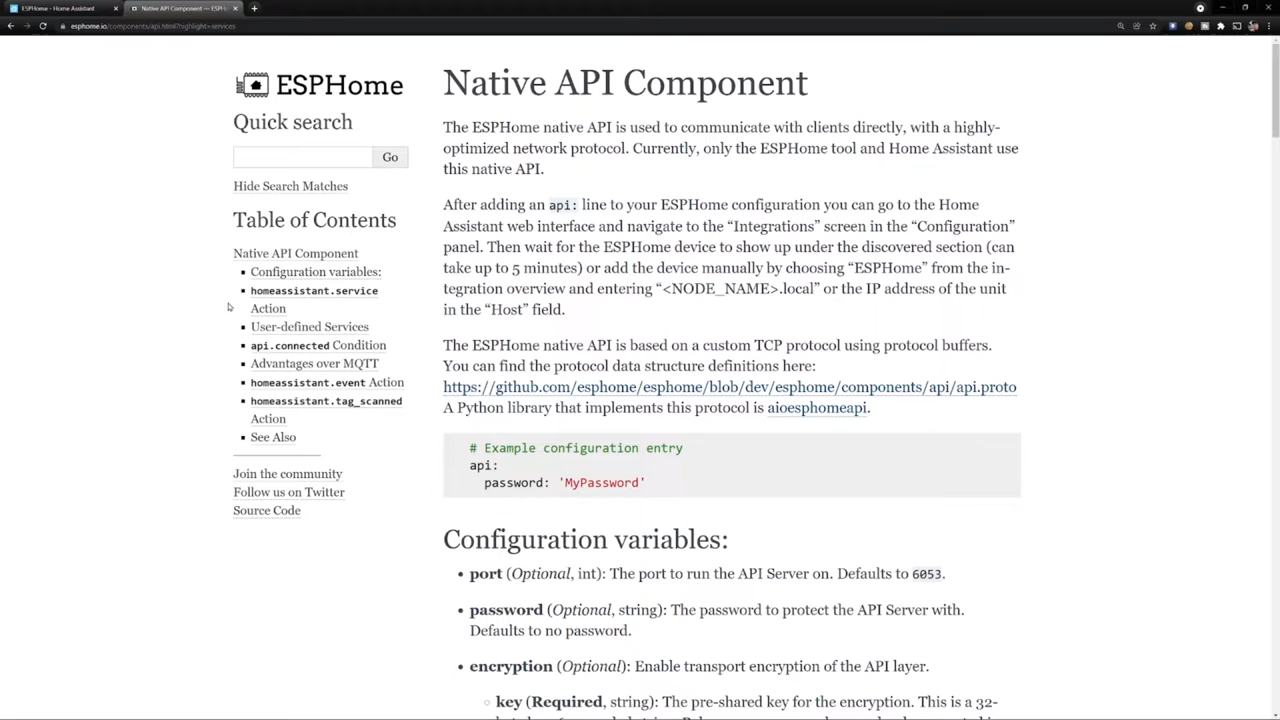 ESPHome - Home Assistant
Native API Component — ESPH
esphome.io/components/api.html?highlight=services
ESPHome
Quick search
Go
Hide Search Matches
Table of Contents
Native API Component
Configuration variables:
homeassistant.service
Action
User-defined Services
api.connected Condition
Advantages over MQTT
homeassistant.event Action
homeassistant.tag_scanned
Action
See Also
Join the community
Follow us on Twitter
Source Code
Native API Component
The ESPHome native API is used to communicate with clients directly, with a highly-
optimized network protocol. Currently, only the ESPHome tool and Home Assistant use
this native API.
After adding an api: line to your ESPHome configuration you can go to the Home
Assistant web interface and navigate to the “Integrations” screen in the “Configuration”
panel. Then wait for the ESPHome device to show up under the discovered section (can
take up to 5 minutes) or add the device manually by choosing “ESPHome” from the in-
tegration overview and entering “<NODE_NAME>.local” or the IP address of the unit
in the “Host” field.
The ESPHome native API is based on a custom TCP protocol using protocol buffers.
You can find the protocol data structure definitions here:
https://github.com/esphome/esphome/blob/dev/esphome/components/api/api.proto
A Python library that implements this protocol is aioesphomeapi.
# Example configuration entry
api:
password: 'MyPassword'
Configuration variables:
port (Optional, int): The port to run the API Server on. Defaults to 6053.
password (Optional, string): The password to protect the API Server with.
Defaults to no password.
encryption (Optional): Enable transport encryption of the API layer.
key (Required, string): The pre-shared key for the encryption. This is a 32-